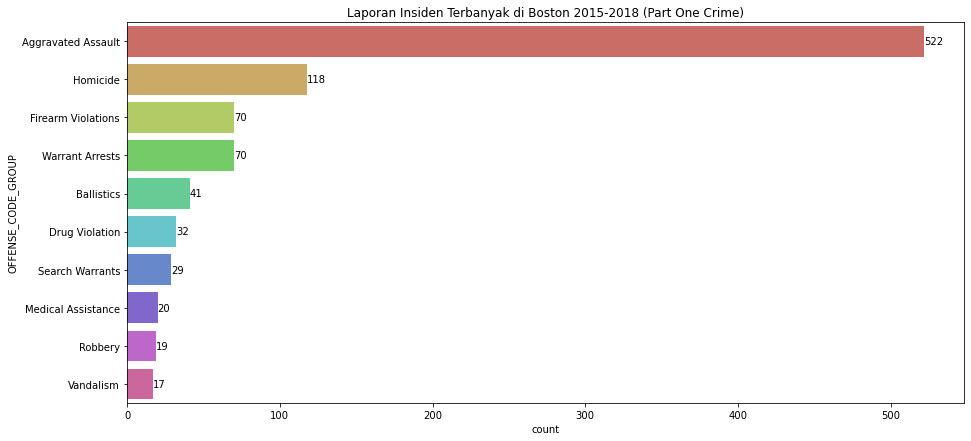 Laporan Insiden Terbanyak di Boston 2015-2018 (Part One Crime)
OFFENSE_CODE_GROUP
Aggravated Assault 522
Homicide 118
Firearm Violations 70
Warrant Arrests 70
Ballistics 41
Drug Violation 32
Search Warrants 29
Medical Assistance 20
Robbery 19
Vandalism 17
0 100 200 300 400 500
count